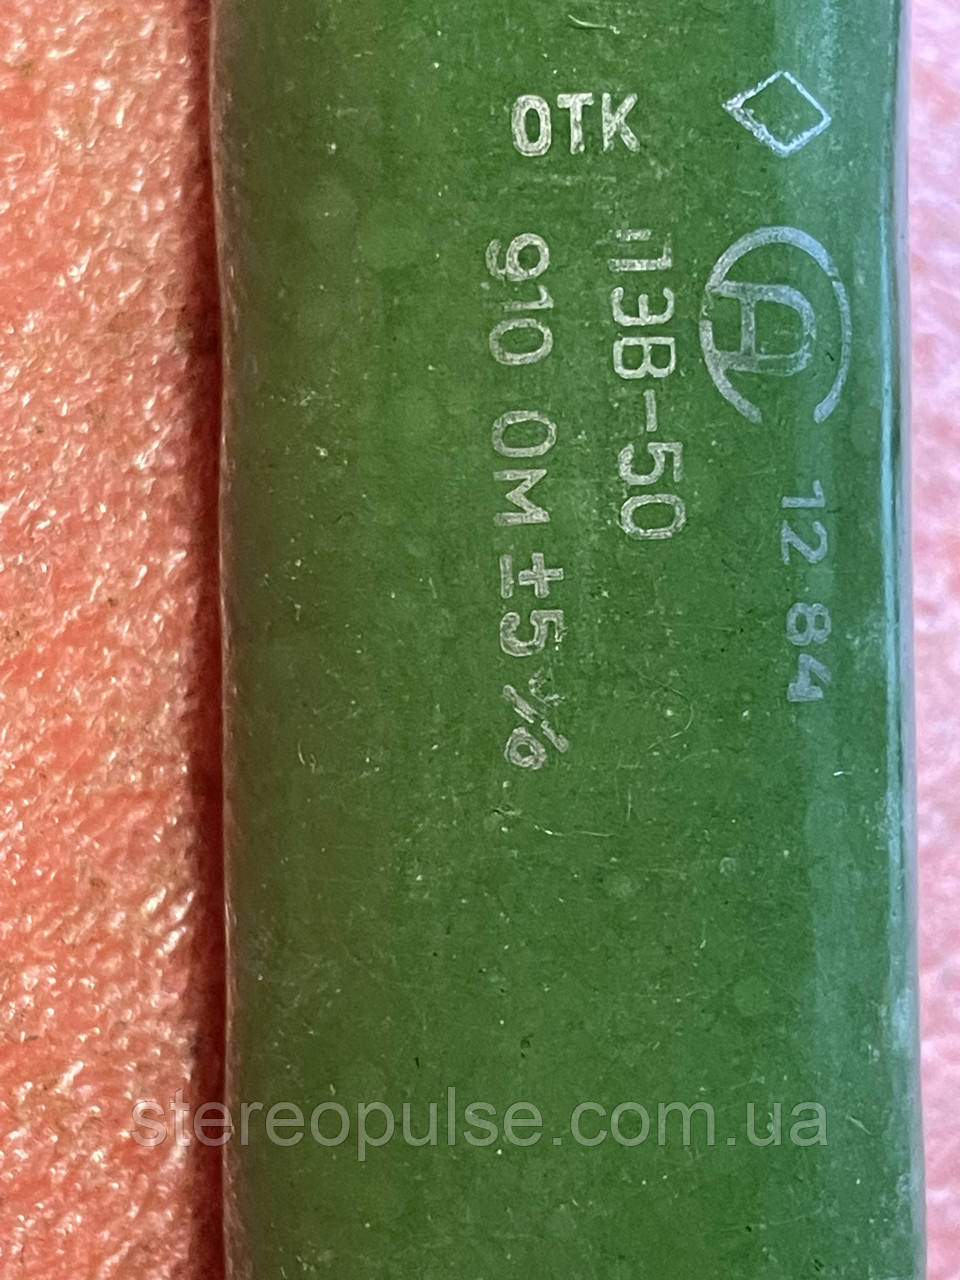 ОТК
ПЭВ-50
910 ОМ ±5%
12 84
stereopulse.com.ua